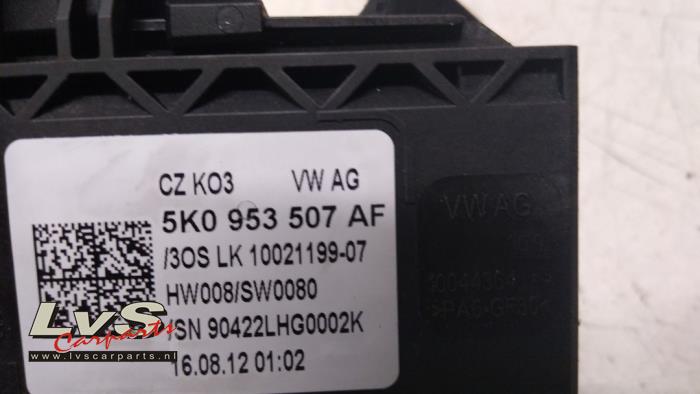 CZ KO3 VW AG
5K0 953 507 AF
/3OS LK 10021199-07
HW008/SW0080
/SN 90422LHG0002K
16.08.12 01:02
VW AG
LvS
Carparts
www.lvscarparts.nl